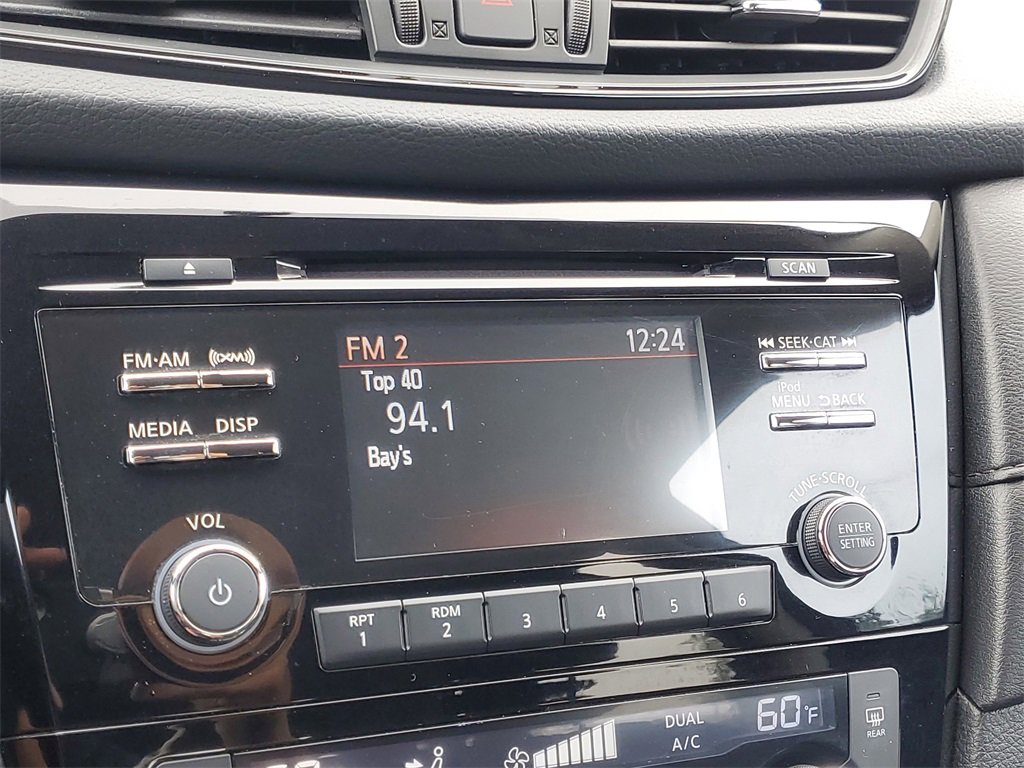 SCAN
FM·AM
((XM))
FM 2 12:24
SEEK·CAT
Top 40
94.1
iPod
MENU
BACK
MEDIA
DISP
Bay's
TUNE·SCROLL
VOL
ENTER
SETTING
RPT
1
RDM
2
3
4
5
6
DUAL
A/C
60°F
REAR